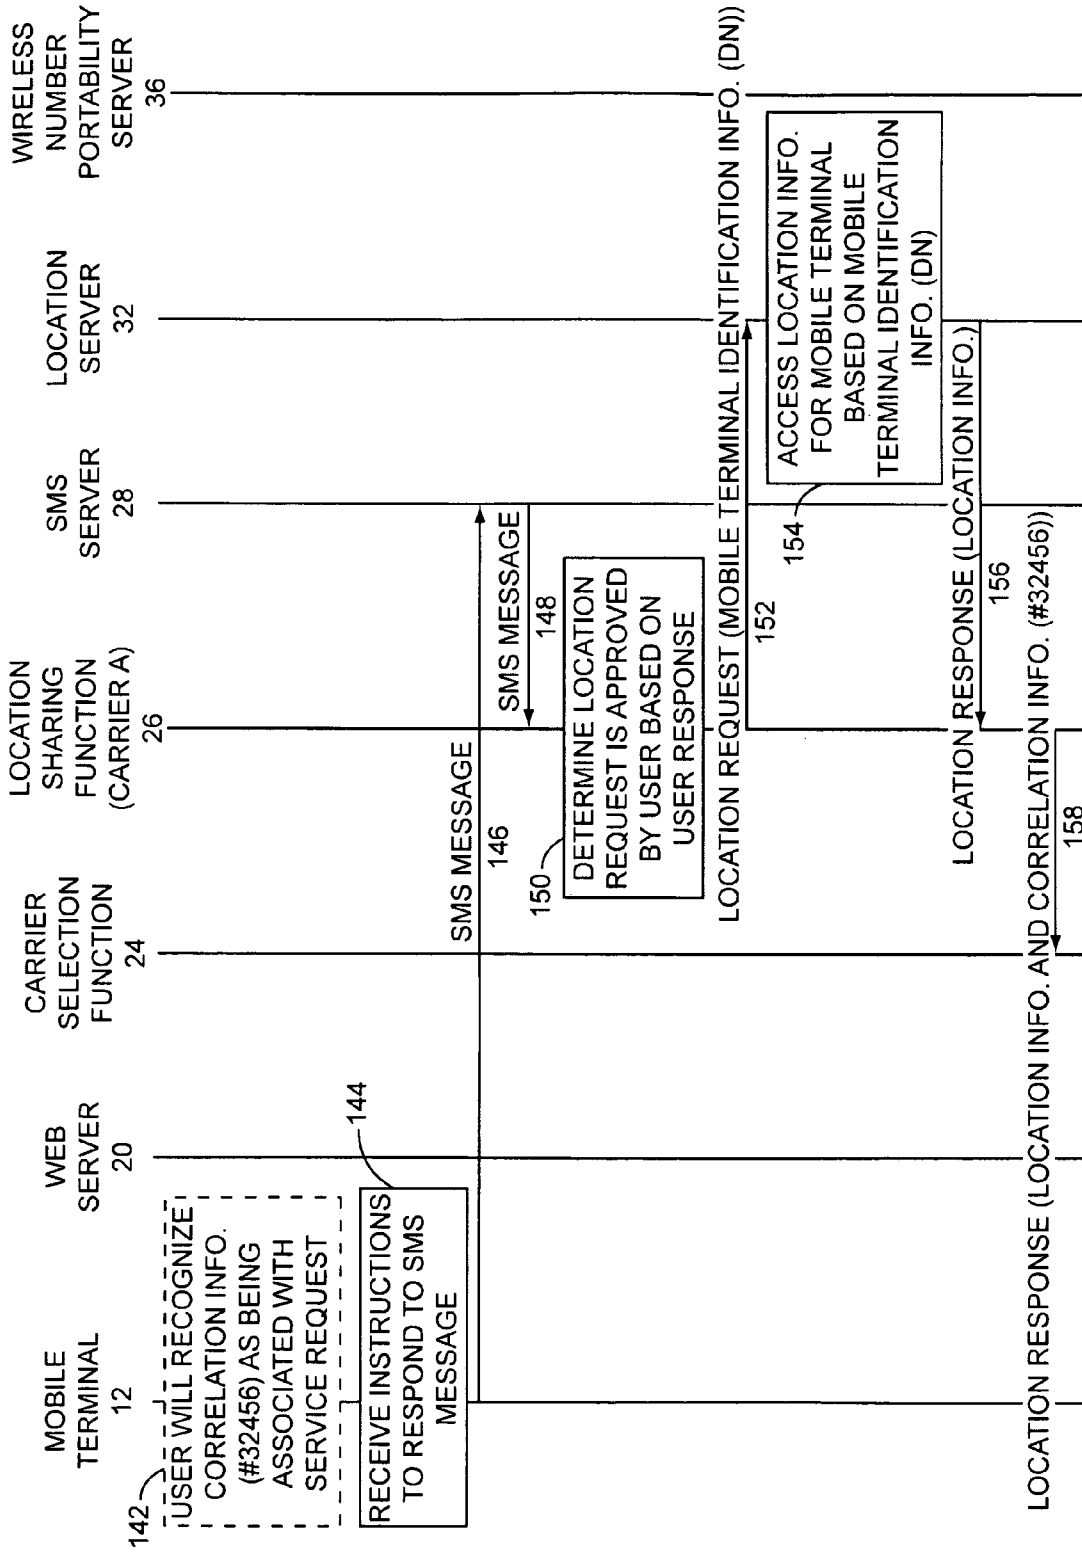 MOBILE
TERMINAL
12
WEB
SERVER
20
CARRIER
SELECTION
FUNCTION
24
LOCATION
SHARING
FUNCTION
(CARRIER A)
26
SMS
SERVER
28
LOCATION
SERVER
32
WIRELESS
NUMBER
PORTABILITY
SERVER
36
142
USER WILL RECOGNIZE
CORRELATION INFO.
(#32456) AS BEING
ASSOCIATED WITH
SERVICE REQUEST
RECEIVE INSTRUCTIONS
TO RESPOND TO SMS
MESSAGE
144
SMS MESSAGE
146
SMS MESSAGE
148
150
DETERMINE LOCATION
REQUEST IS APPROVED
BY USER BASED ON
USER RESPONSE
LOCATION REQUEST (MOBILE TERMINAL IDENTIFICATION INFO. (DN))
152
154
ACCESS LOCATION INFO.
FOR MOBILE TERMINAL
BASED ON MOBILE
TERMINAL IDENTIFICATION
INFO. (DN)
LOCATION RESPONSE (LOCATION INFO.)
156
LOCATION RESPONSE (LOCATION INFO. AND CORRELATION INFO. (#32456))
158